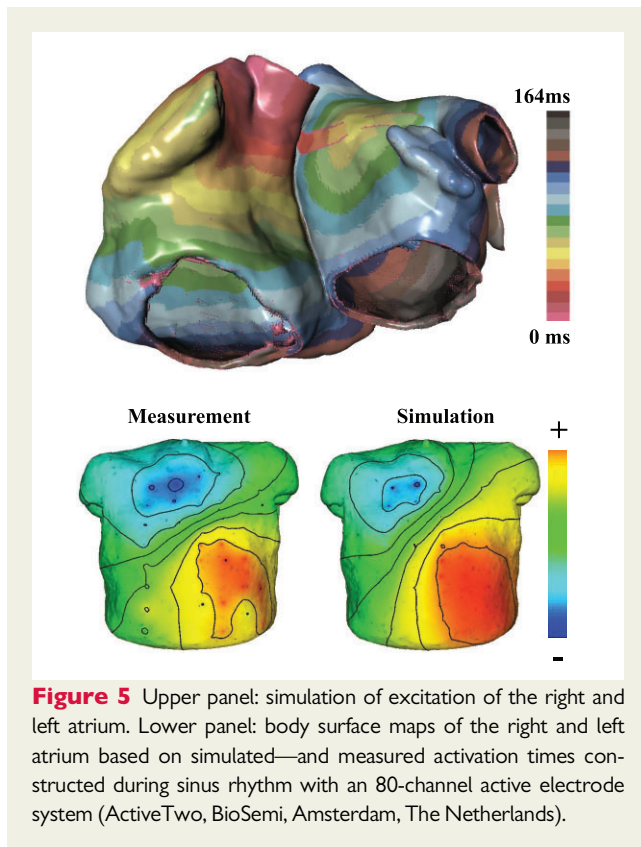 164ms
0 ms
Measurement
Simulation
+
-
Figure 5 Upper panel: simulation of excitation of the right and
left atrium. Lower panel: body surface maps of the right and left
atrium based on simulated—and measured activation times con-
structed during sinus rhythm with an 80-channel active electrode
system (ActiveTwo, BioSemi, Amsterdam, The Netherlands).